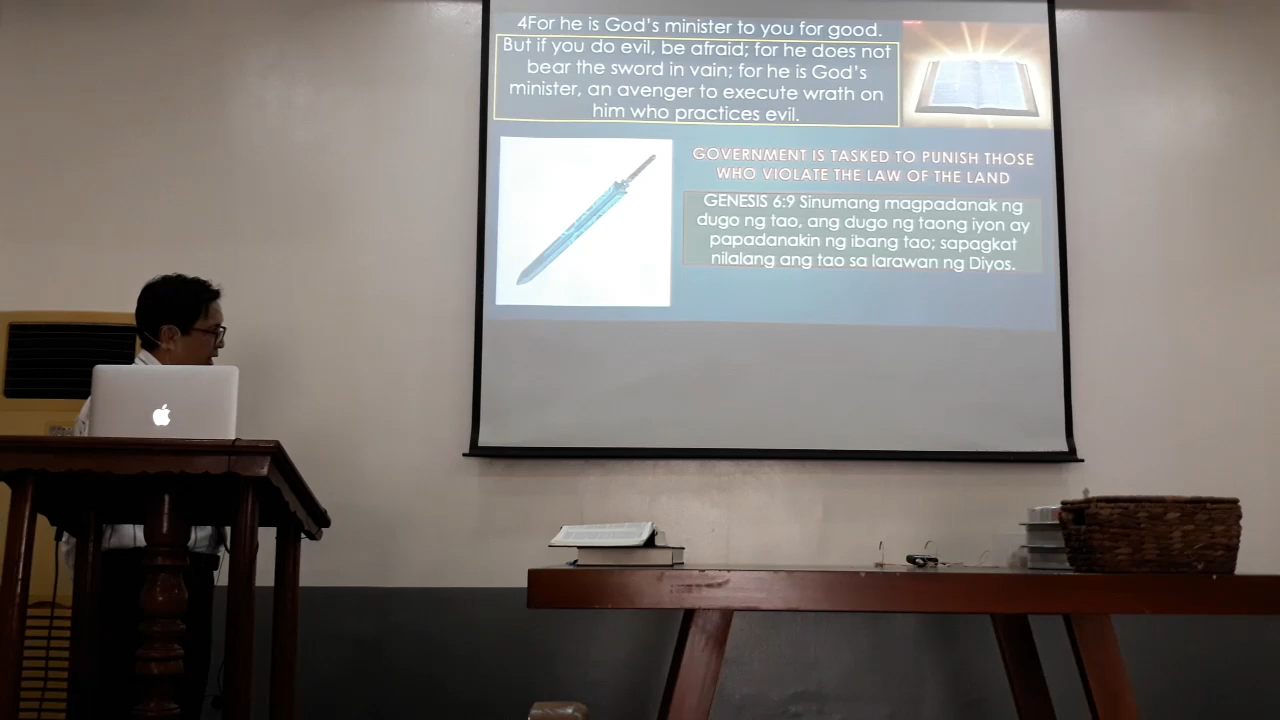 4For he is God's minister to you for good.
But if you do evil, be afraid; for he does not
bear the sword in vain; for he is God's
minister, an avenger to execute wrath on
him who practices evil.
GOVERNMENT IS TASKED TO PUNISH THOSE
WHO VIOLATE THE LAW OF THE LAND
GENESIS 6:9 Sinumang magpadanak ng
dugo ng tao, ang dugo ng taong iyon ay
papadanakin ng ibang tao; sapagkat
nilalang ang tao sa larawan ng Diyos.